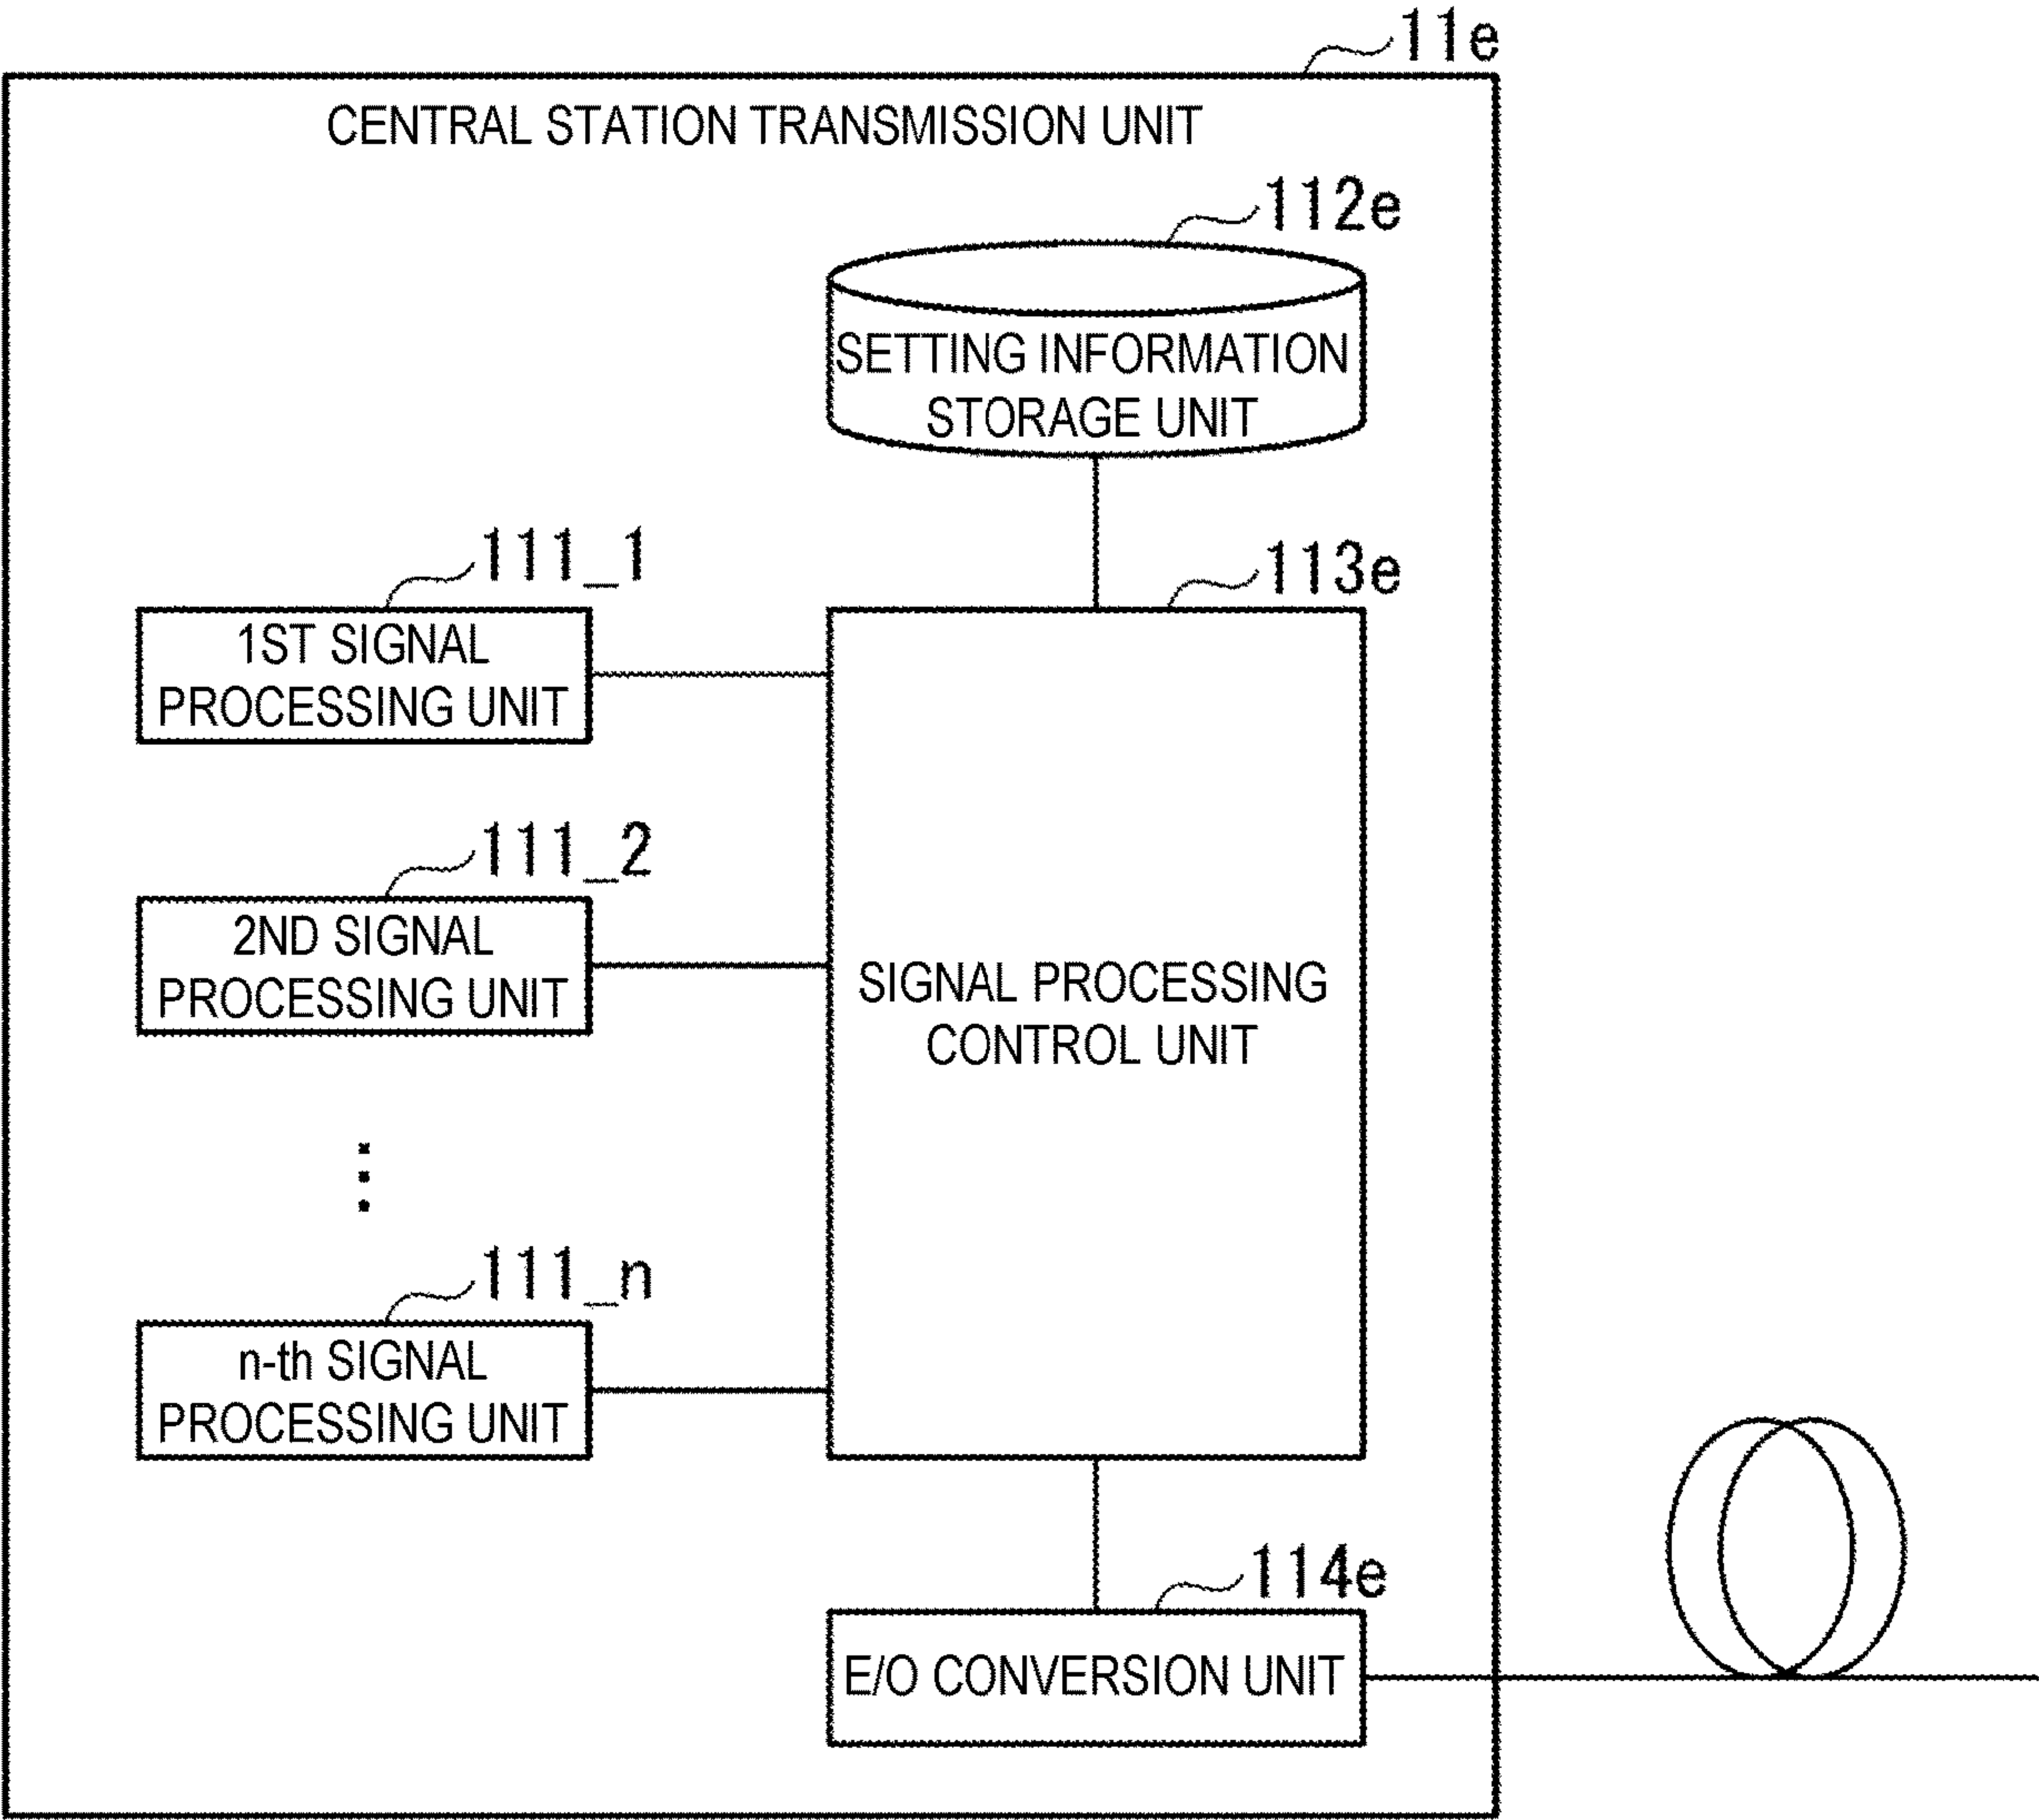 11e
CENTRAL STATION TRANSMISSION UNIT
112e
SETTING INFORMATION
STORAGE UNIT
111_1
113e
1ST SIGNAL
PROCESSING UNIT
111_2
2ND SIGNAL
PROCESSING UNIT
SIGNAL PROCESSING
CONTROL UNIT
⋮
111_n
n-th SIGNAL
PROCESSING UNIT
114e
E/O CONVERSION UNIT